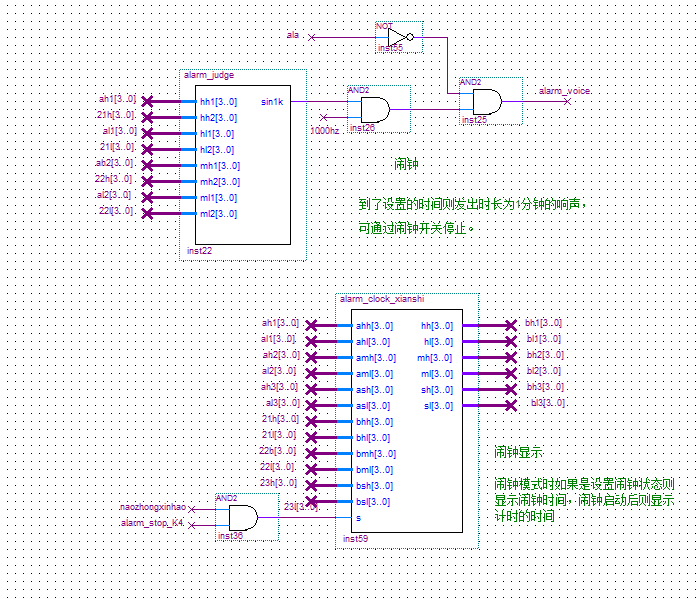 NOT
ala
inst55
alarm_judge
AND2
AND2
ah1[3..0] hh1[3..0] sin1k
alarm_voice
21h[3..0] hh2[3..0]
1000hz
inst26
inst25
al1[3..0] hl1[3..0]
21l[3..0] hl2[3..0]
ah2[3..0] mh1[3..0]
22h[3..0] mh2[3..0]
al2[3..0] ml1[3..0]
22l[3..0] ml2[3..0]
inst22
闹钟
到了设置的时间则发出时长为1分钟的响声，
可通过闹钟开关停止。
alarm_clock_xianshi
ah1[3..0] ahh[3..0] hh[3..0] bh1[3..0]
al1[3..0] ahl[3..0] hl[3..0] bl1[3..0]
ah2[3..0] amh[3..0] mh[3..0] bh2[3..0]
al2[3..0] aml[3..0] ml[3..0] bl2[3..0]
ah3[3..0] ash[3..0] sh[3..0] bh3[3..0]
al3[3..0] asl[3..0] sl[3..0] bl3[3..0]
21h[3..0] bhh[3..0]
21l[3..0] bhl[3..0]
22h[3..0] bmh[3..0]
22l[3..0] bml[3..0]
23h[3..0] bsh[3..0]
23l[3..0] bsl[3..0]
s
AND2
naozhongxinhao
alarm_stop_K4
inst36
inst59
闹钟显示
闹钟模式时如果是设置闹钟状态则
显示闹钟时间，闹钟启动后则显示
计时的时间